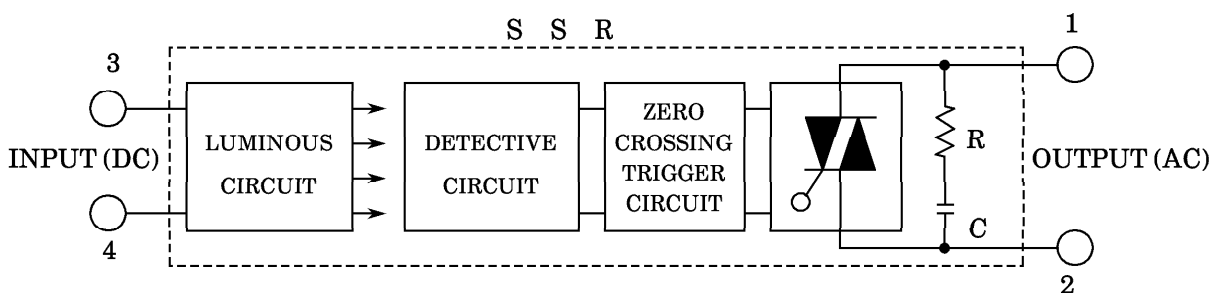 S S R
3
1
INPUT (DC)
LUMINOUS
CIRCUIT
DETECTIVE
CIRCUIT
ZERO
CROSSING
TRIGGER
CIRCUIT
R
C
OUTPUT (AC)
4
2